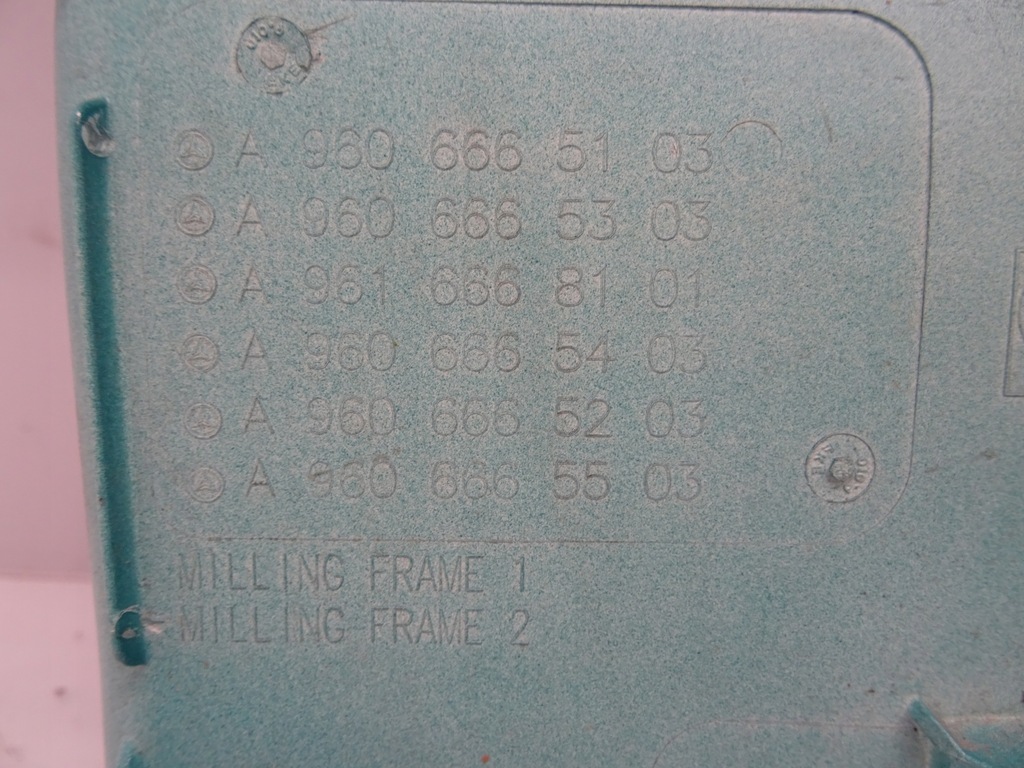 A 960 666 51 03
A 960 666 53 03
A 961 666 81 01
A 960 666 54 03
A 960 666 52 03
A 960 666 55 03
MILLING FRAME 1
MILLING FRAME 2